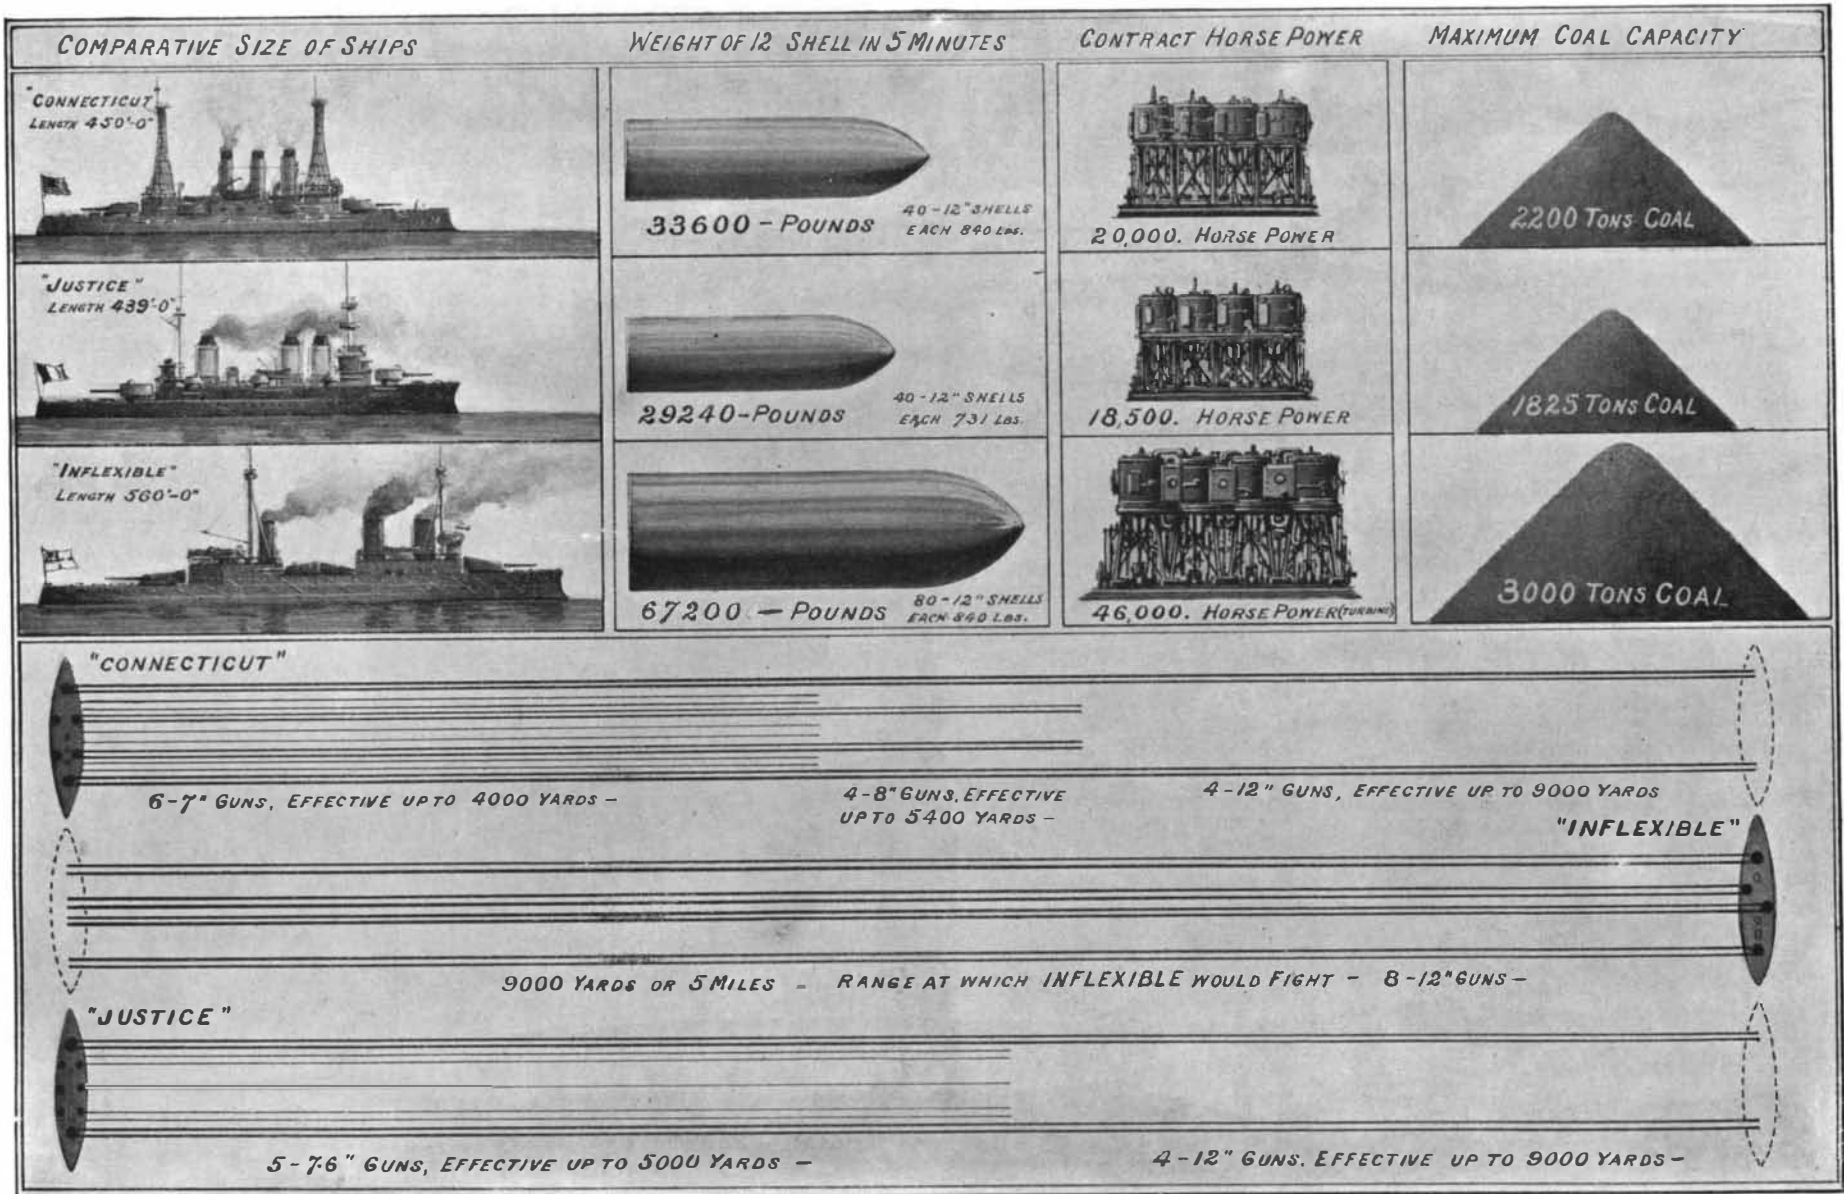 COMPARATIVE SIZE OF SHIPS
WEIGHT OF 12 SHELL IN 5 MINUTES
CONTRACT HORSE POWER
MAXIMUM COAL CAPACITY
"CONNECTICUT"
LENGTH 450'-0"
33600 - POUNDS
40-12" SHELLS
EACH 840 LBS.
20,000. HORSE POWER
2200 TONS COAL
"JUSTICE"
LENGTH 439'-0"
29240-POUNDS
40-12" SHELLS
EACH 731 LBS.
18,500. HORSE POWER
1825 TONS COAL
"INFLEXIBLE"
LENGTH 560'-0"
67200 - POUNDS
80-12" SHELLS
EACH 840 LBS.
46,000. HORSE POWER (TURBINE)
3000 TONS COAL
"CONNECTICUT"
6-7" GUNS, EFFECTIVE UP TO 4000 YARDS -
4-8" GUNS, EFFECTIVE
UP TO 5400 YARDS -
4-12" GUNS, EFFECTIVE UP TO 9000 YARDS
"INFLEXIBLE"
9000 YARDS OR 5 MILES - RANGE AT WHICH INFLEXIBLE WOULD FIGHT - 8-12" GUNS -
"JUSTICE"
5-7.6" GUNS, EFFECTIVE UP TO 5000 YARDS -
4-12" GUNS. EFFECTIVE UP TO 9000 YARDS -